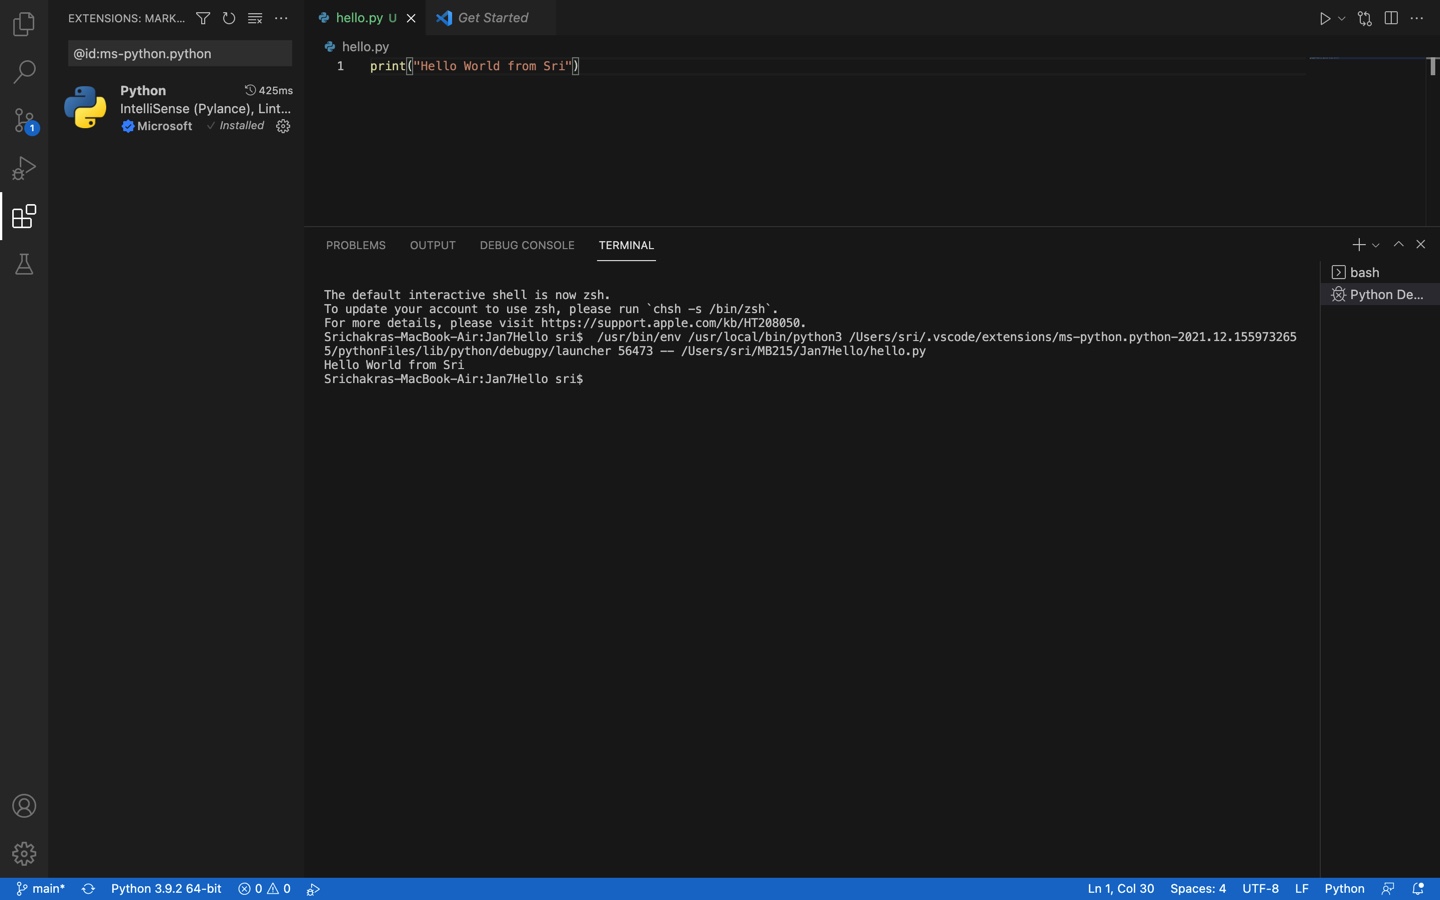 EXTENSIONS: MARK...
@id:ms-python.python
Python
425ms
IntelliSense (Pylance), Lint...
Microsoft
Installed
1
hello.py U
Get Started
hello.py
1 print("Hello World from Sri")
PROBLEMS OUTPUT DEBUG CONSOLE TERMINAL
bash
Python De...
The default interactive shell is now zsh.
To update your account to use zsh, please run `chsh -s /bin/zsh`.
For more details, please visit https://support.apple.com/kb/HT208050.
Srichakras-MacBook-Air:Jan7Hello sri$  /usr/bin/env /usr/local/bin/python3 /Users/sri/.vscode/extensions/ms-python.python-2021.12.155973265
5/pythonFiles/lib/python/debugpy/launcher 56473 -- /Users/sri/MB215/Jan7Hello/hello.py
Hello World from Sri
Srichakras-MacBook-Air:Jan7Hello sri$
main* Python 3.9.2 64-bit 0 0 Ln 1, Col 30 Spaces: 4 UTF-8 LF Python